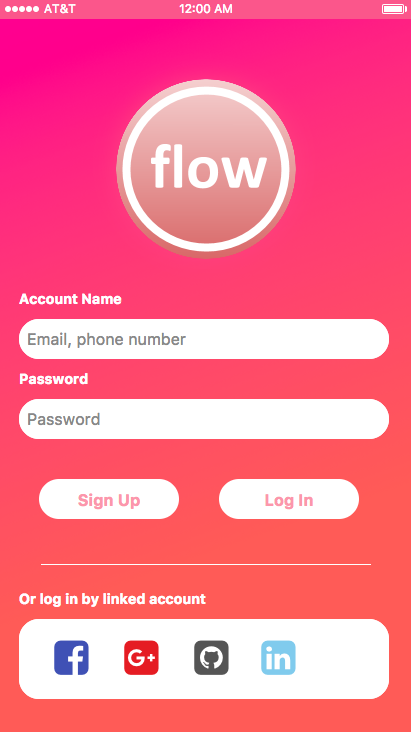 AT&T 12:00 AM
flow
Account Name
Email, phone number
Password
Password
Sign Up Log In
Or log in by linked account
f G+ in